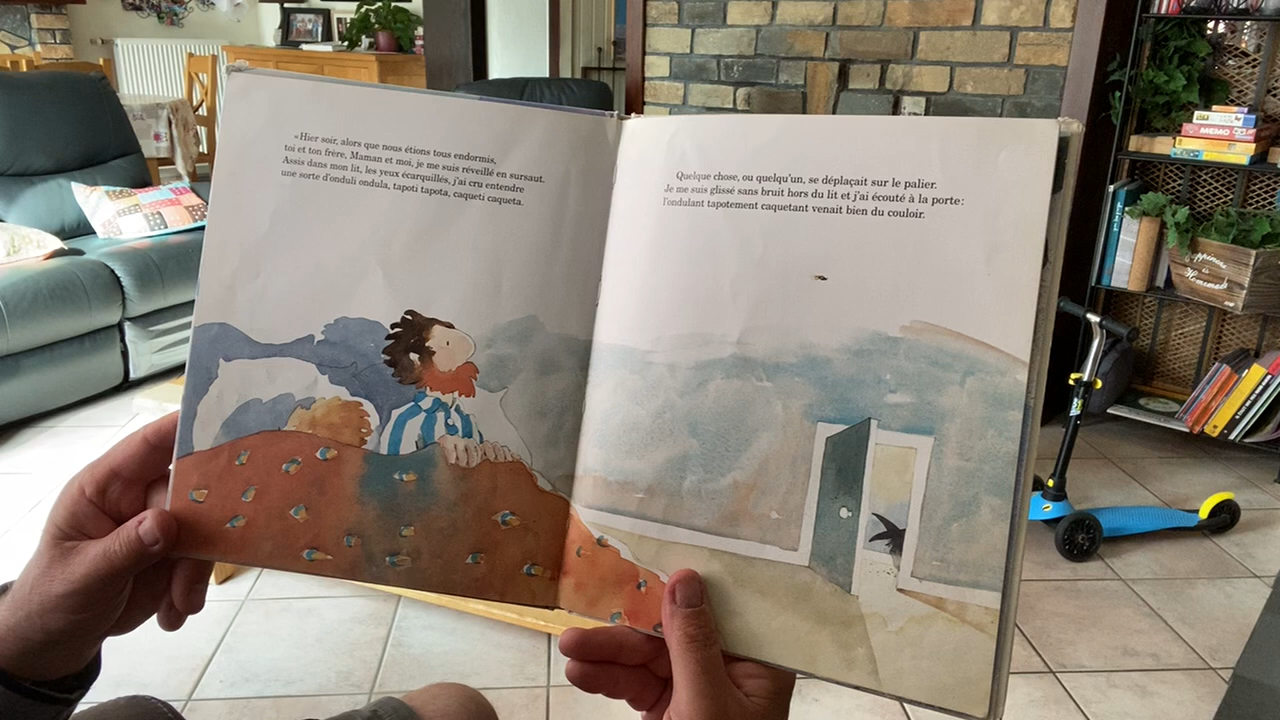 «Hier soir, alors que nous étions tous endormis,
toi et ton frère, Maman et moi, je me suis réveillé en sursaut.
Assis dans mon lit, les yeux écarquillés, j'ai cru entendre
une sorte d'onduli ondula, tapoti tapota, caqueti caqueta.
Quelque chose, ou quelqu'un, se déplaçait sur le palier.
Je me suis glissé sans bruit hors du lit et j'ai écouté à la porte :
l'ondulant tapotement caquetant venait bien du couloir.
MEMO
Happiness
is
Homemade